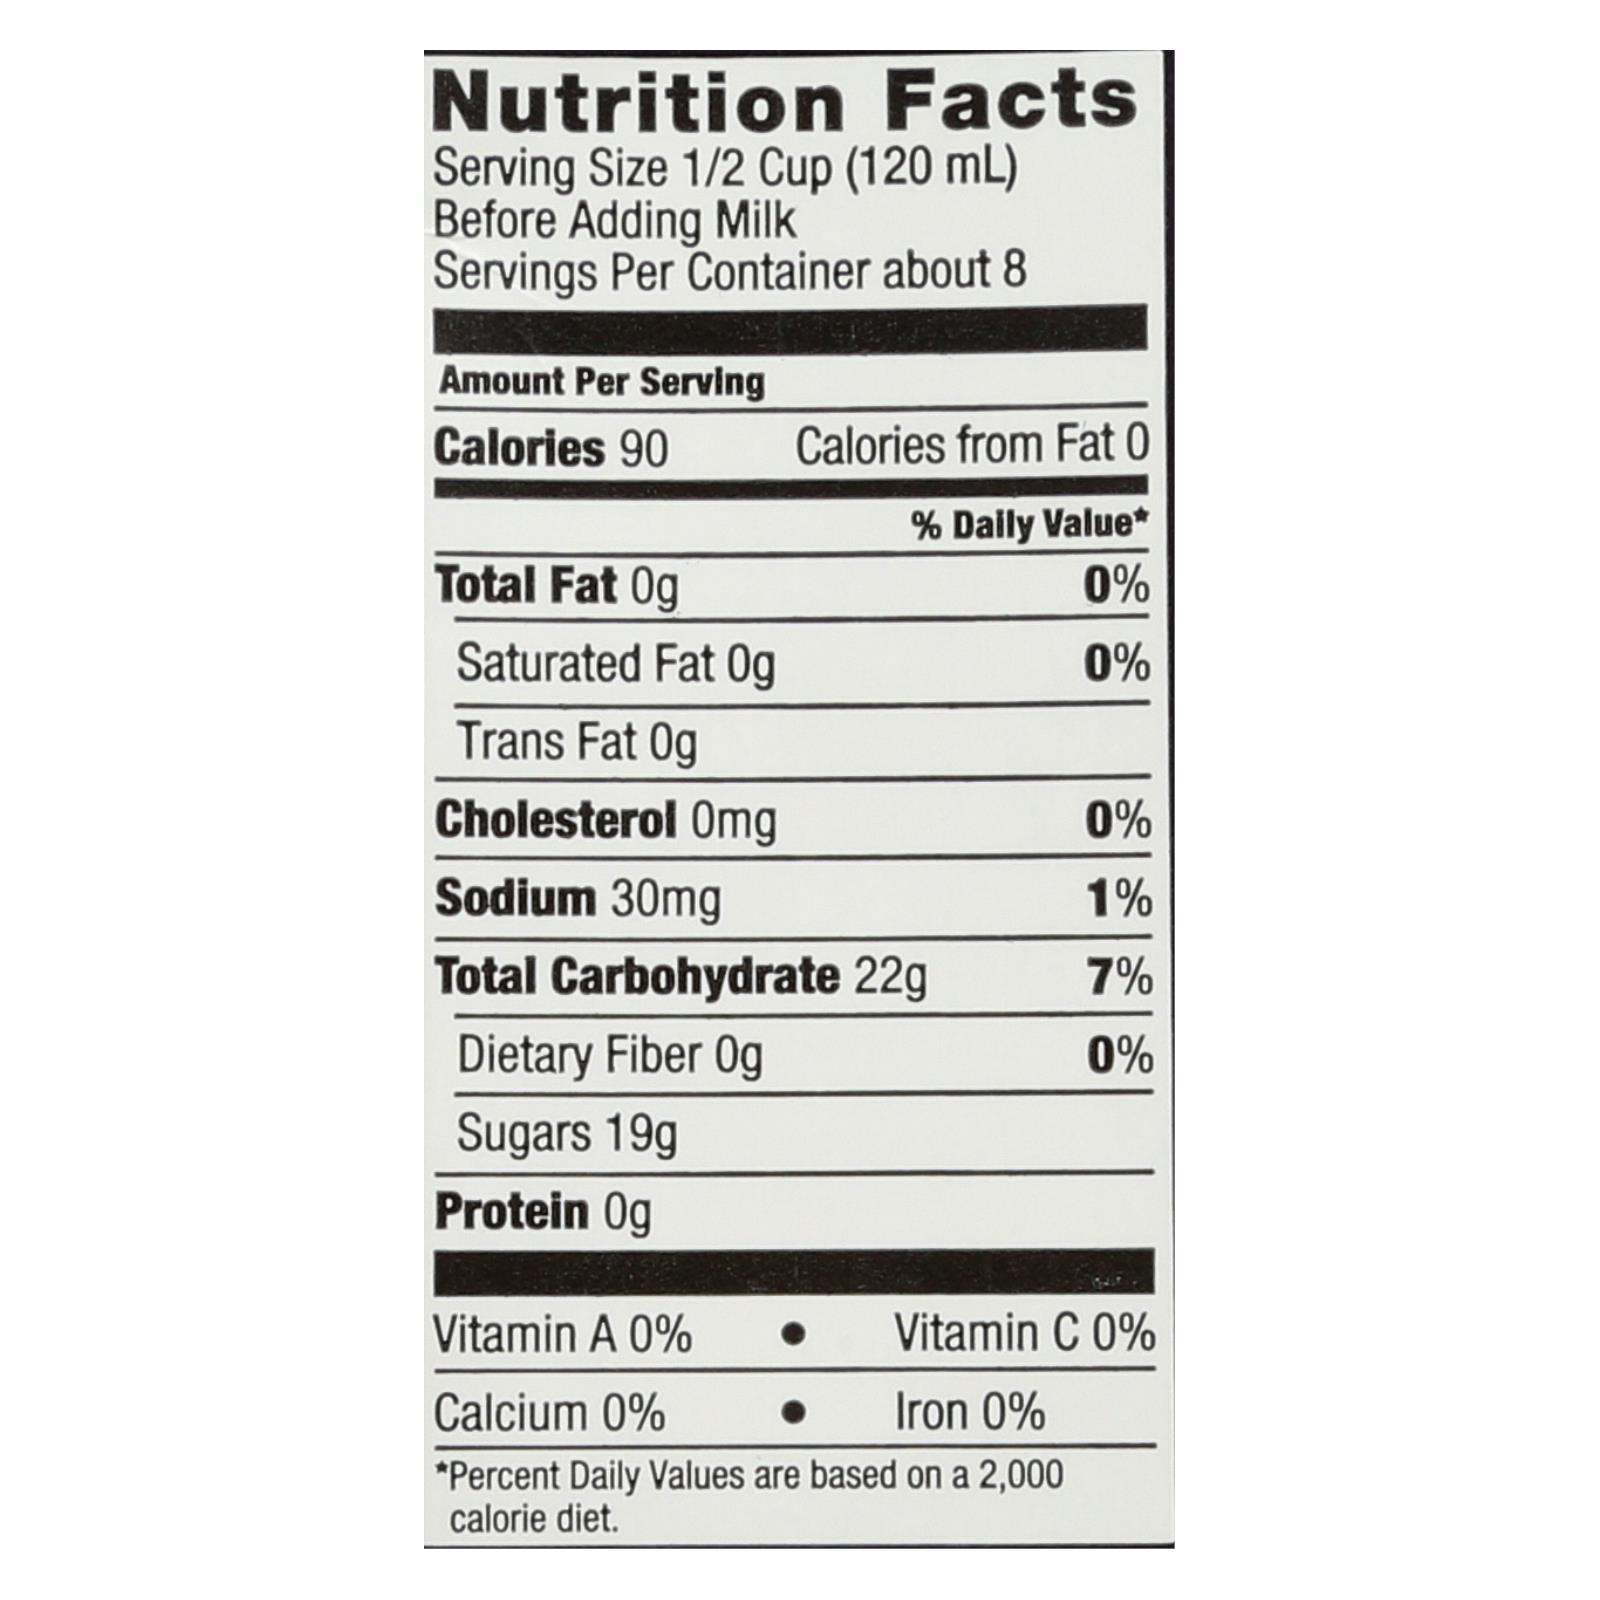 Nutrition Facts
Serving Size 1/2 Cup (120 mL)
Before Adding Milk
Servings Per Container about 8
Amount Per Serving
Calories 90 Calories from Fat 0
% Daily Value*
Total Fat 0g 0%
Saturated Fat 0g 0%
Trans Fat 0g
Cholesterol 0mg 0%
Sodium 30mg 1%
Total Carbohydrate 22g 7%
Dietary Fiber 0g 0%
Sugars 19g
Protein 0g
Vitamin A 0% • Vitamin C 0%
Calcium 0% • Iron 0%
*Percent Daily Values are based on a 2,000
calorie diet.